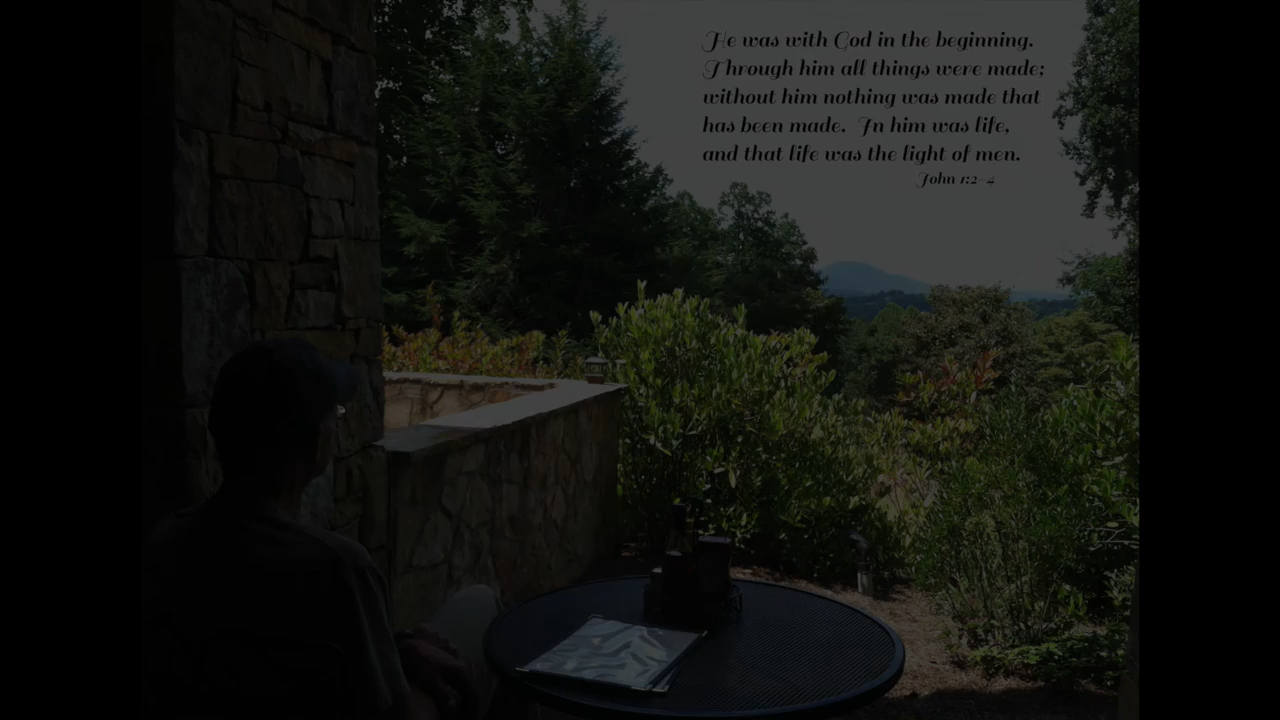 He was with God in the beginning.
Through him all things were made;
without him nothing was made that
has been made.  In him was life,
and that life was the light of men.
John 1:2-4